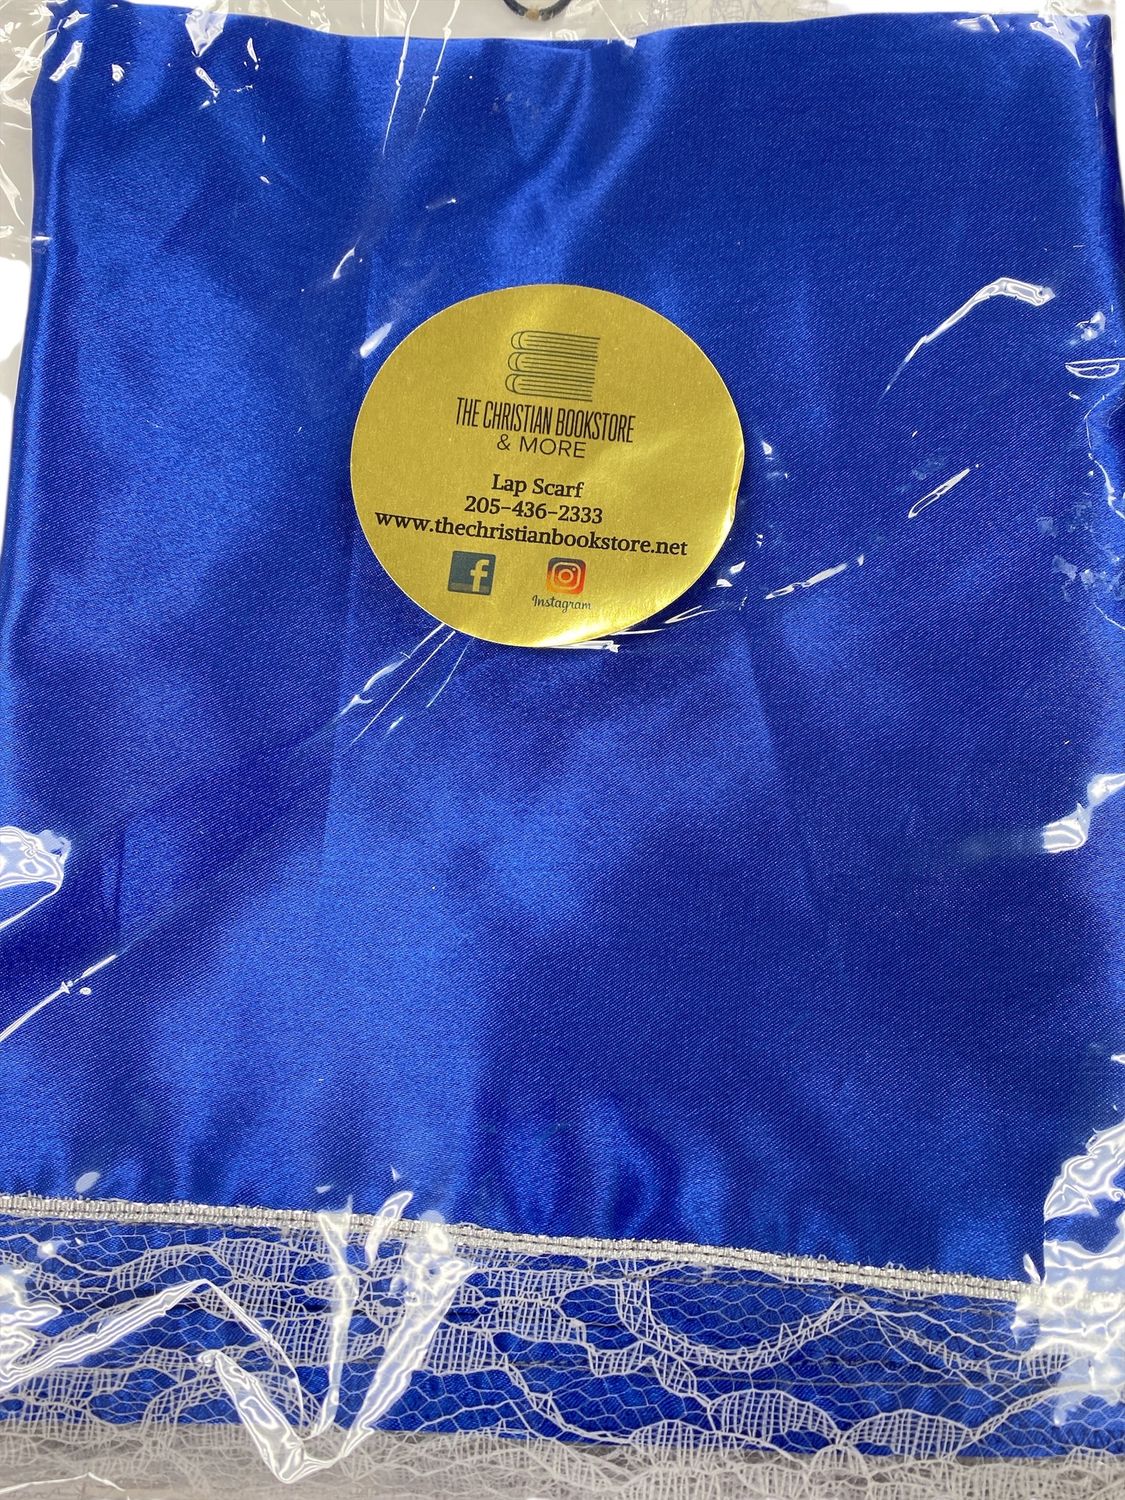 THE CHRISTIAN BOOKSTORE
& MORE
Lap Scarf
205-436-2333
www.thechristianbookstore.net
f
Instagram